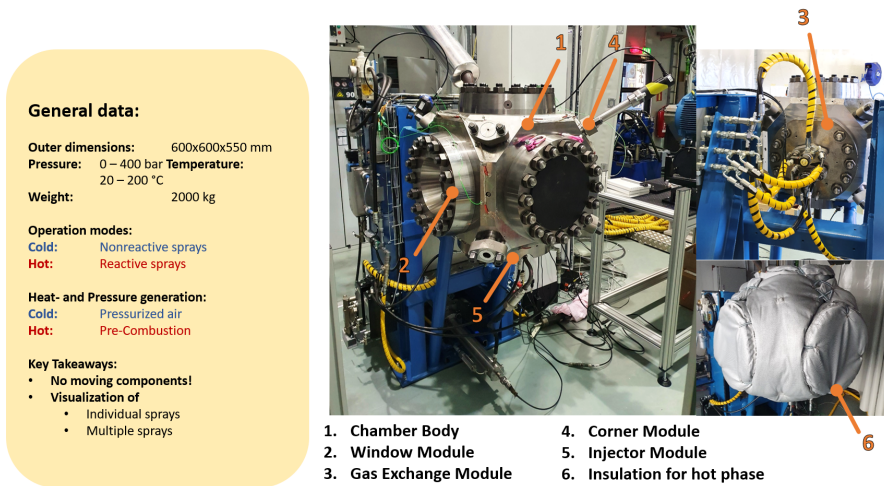 General data:
Outer dimensions: 600x600x550 mm
Pressure: 0 – 400 bar Temperature:
20 – 200 °C
Weight: 2000 kg
Operation modes:
Cold: Nonreactive sprays
Hot: Reactive sprays
Heat- and Pressure generation:
Cold: Pressurized air
Hot: Pre-Combustion
Key Takeaways:
• No moving components!
• Visualization of
• Individual sprays
• Multiple sprays
1
4
2
5
3
6
90
1. Chamber Body
2. Window Module
3. Gas Exchange Module
4. Corner Module
5. Injector Module
6. Insulation for hot phase